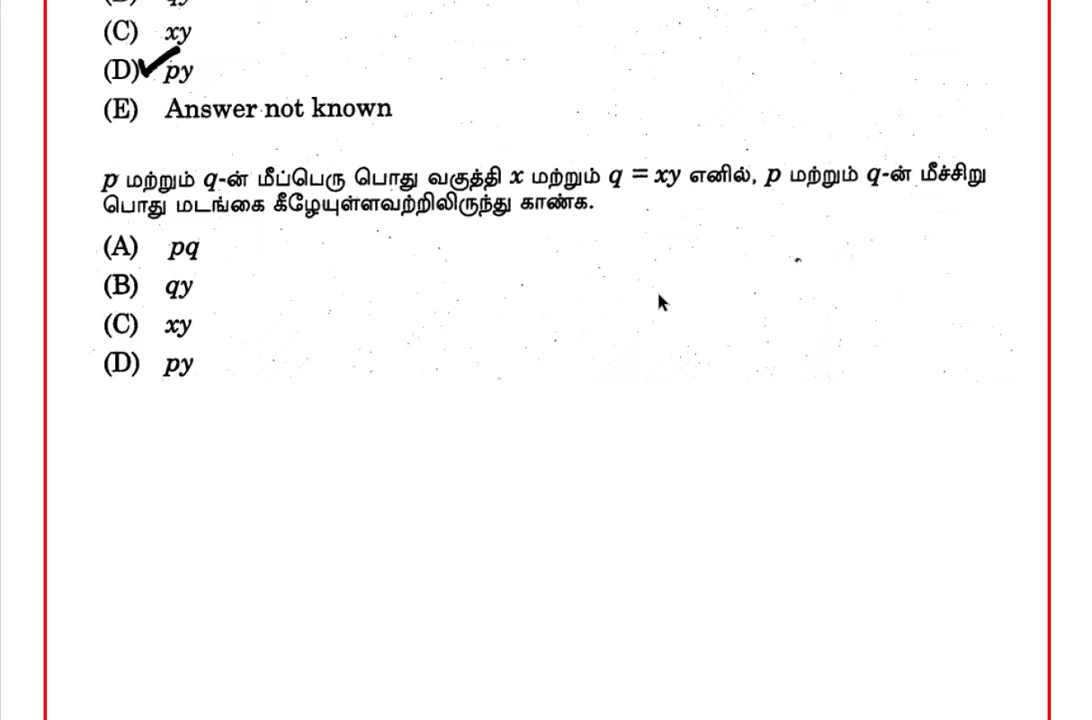 (C) xy
(D) py
(E) Answer not known
p மற்றும் q-ன் மீப்பெரு பொது வகுத்தி x மற்றும் q = xy எனில், p மற்றும் q-ன் மீச்சிறு
பொது மடங்கை கீழேயுள்ளவற்றிலிருந்து காண்க.
(A) pq
(B) qy
(C) xy
(D) py